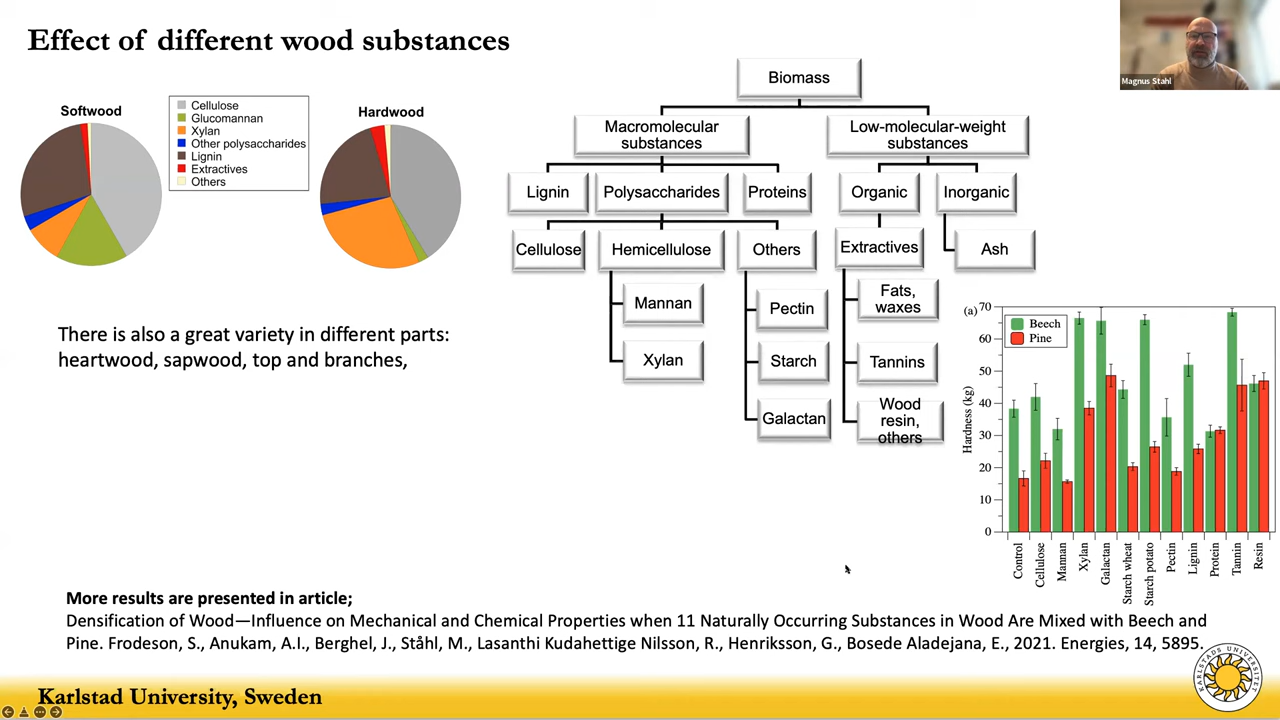 Effect of different wood substances
Magnus Stahl
Softwood
Cellulose
Glucomannan
Xylan
Other polysaccharides
Lignin
Extractives
Others
Hardwood
There is also a great variety in different parts:
heartwood, sapwood, top and branches,
Biomass
Macromolecular
substances
Low-molecular-weight
substances
Lignin
Polysaccharides
Proteins
Organic
Inorganic
Cellulose
Hemicellulose
Others
Extractives
Ash
Mannan
Xylan
Pectin
Starch
Galactan
Fats,
waxes
Tannins
Wood
resin,
others
(a)
Beech
Pine
Hardness (kg)
70
60
50
40
30
20
10
0
Control
Cellulose
Mannan
Xylan
Galactan
Starch wheat
Starch potato
Pectin
Lignin
Protein
Tannin
Resin
More results are presented in article;
Densification of Wood—Influence on Mechanical and Chemical Properties when 11 Naturally Occurring Substances in Wood Are Mixed with Beech and
Pine. Frodeson, S., Anukam, A.I., Berghel, J., Ståhl, M., Lasanthi Kudahettige Nilsson, R., Henriksson, G., Bosede Aladejana, E., 2021. Energies, 14, 5895.
Karlstad University, Sweden
KARLSTADS UNIVERSITET